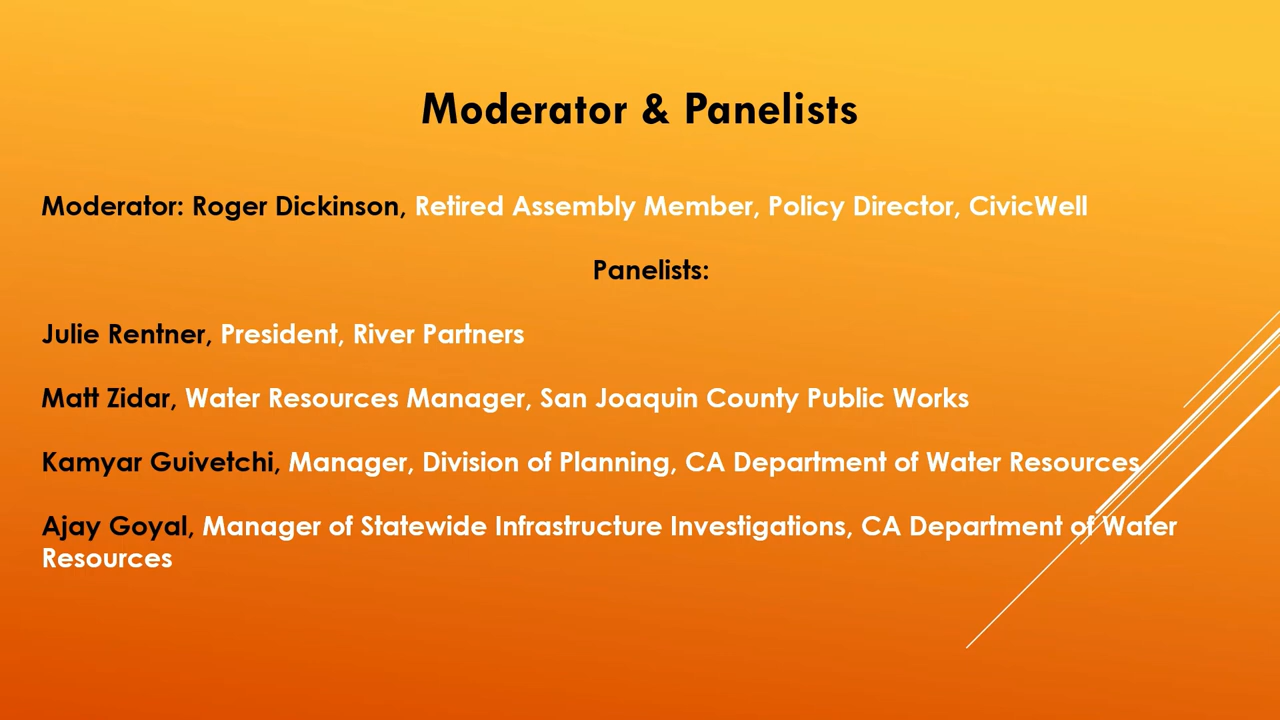 Moderator & Panelists
Moderator: Roger Dickinson, Retired Assembly Member, Policy Director, CivicWell
Panelists:
Julie Rentner, President, River Partners
Matt Zidar, Water Resources Manager, San Joaquin County Public Works
Kamyar Guivetchi, Manager, Division of Planning, CA Department of Water Resources
Ajay Goyal, Manager of Statewide Infrastructure Investigations, CA Department of Water
Resources